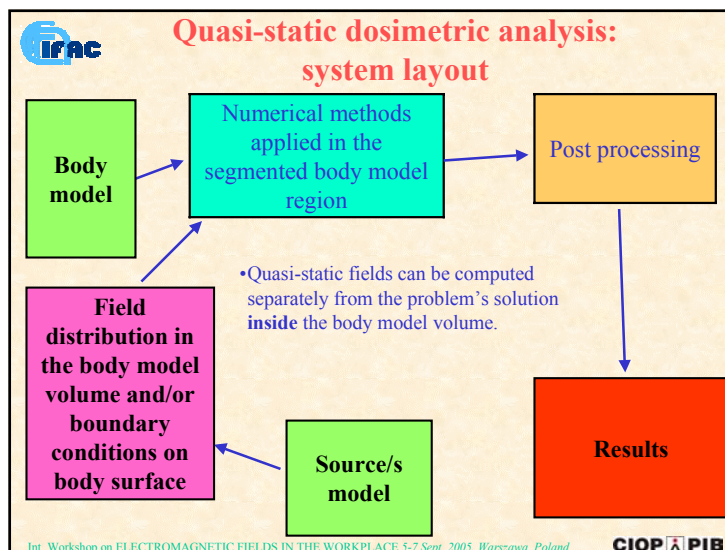 IFAC
Quasi-static dosimetric analysis:
system layout
Body
model
Numerical methods
applied in the
segmented body model
region
Post processing
•Quasi-static fields can be computed
separately from the problem's solution
inside the body model volume.
Field
distribution in
the body model
volume and/or
boundary
conditions on
body surface
Source/s
model
Results
Int. Workshop on ELECTROMAGNETIC FIELDS IN THE WORKPLACE 5-7 Sept. 2005, Warszawa, Poland
CIOP PIB